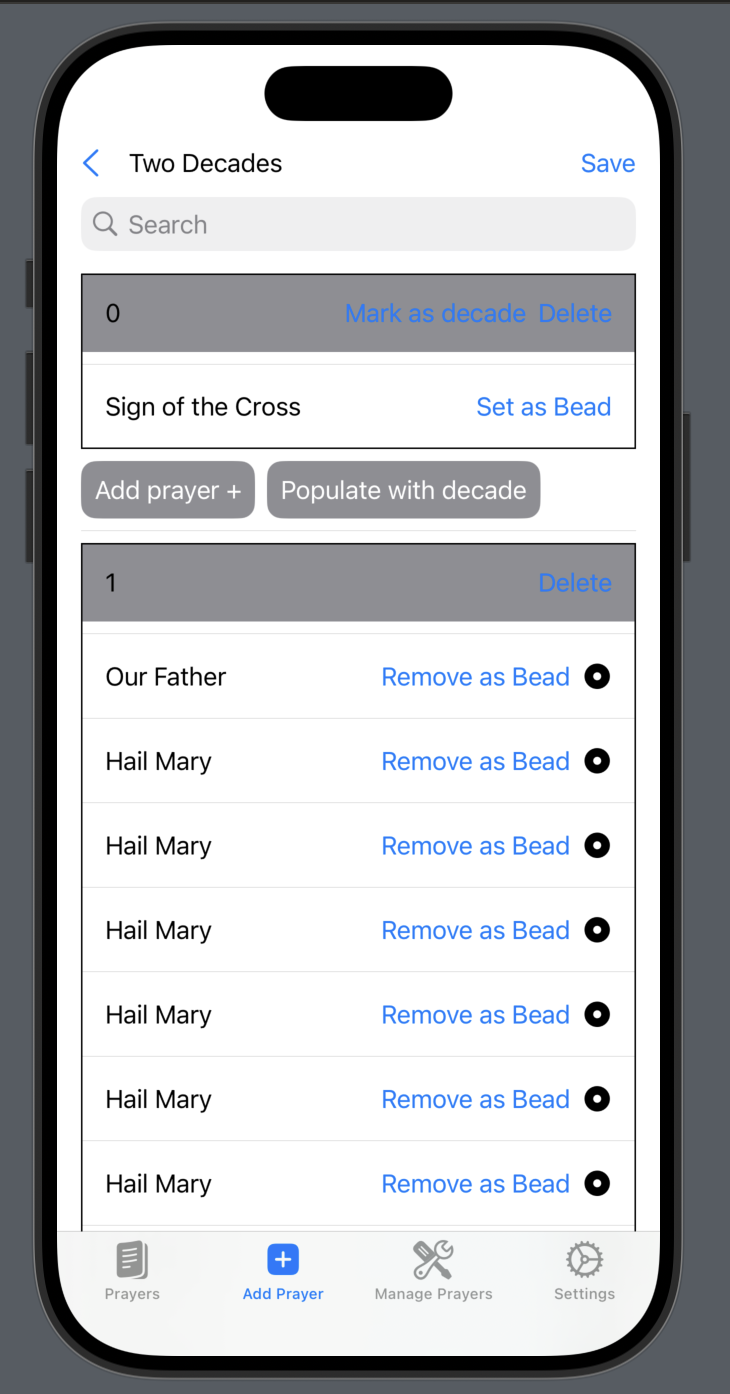 Two Decades Save
Search
0 Mark as decade Delete
Sign of the Cross Set as Bead
Add prayer + Populate with decade
1 Delete
Our Father Remove as Bead
Hail Mary Remove as Bead
Hail Mary Remove as Bead
Hail Mary Remove as Bead
Hail Mary Remove as Bead
Hail Mary Remove as Bead
Hail Mary Remove as Bead
Prayers Add Prayer Manage Prayers Settings